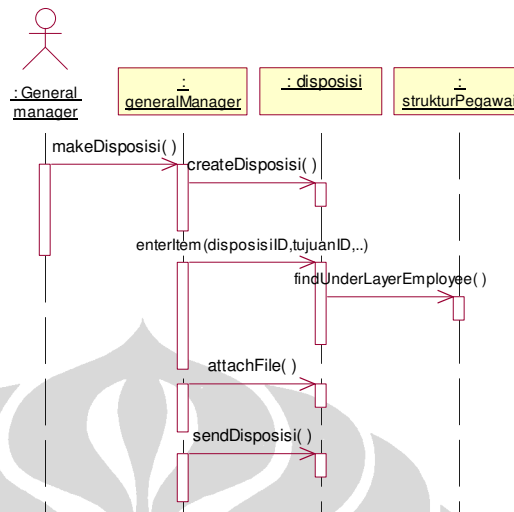 : General
manager
:
generalManager
: disposisi
:
strukturPegawai
makeDisposisi( )
createDisposisi( )
enterItem(disposisiID,tujuanID,..)
findUnderLayerEmployee( )
attachFile( )
sendDisposisi( )